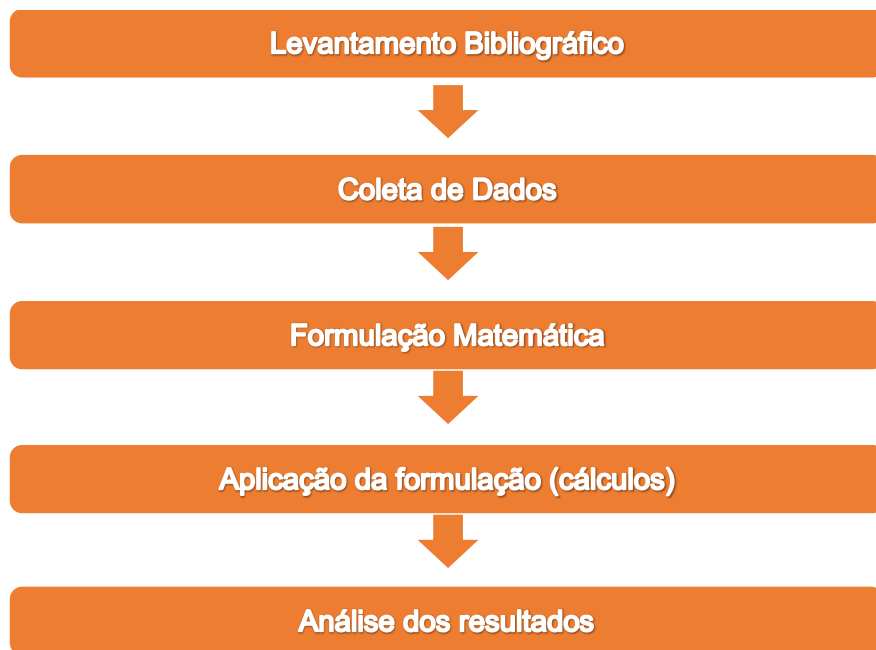 Levantamento Bibliográfico
Coleta de Dados
Formulação Matemática
Aplicação da formulação (cálculos)
Análise dos resultados